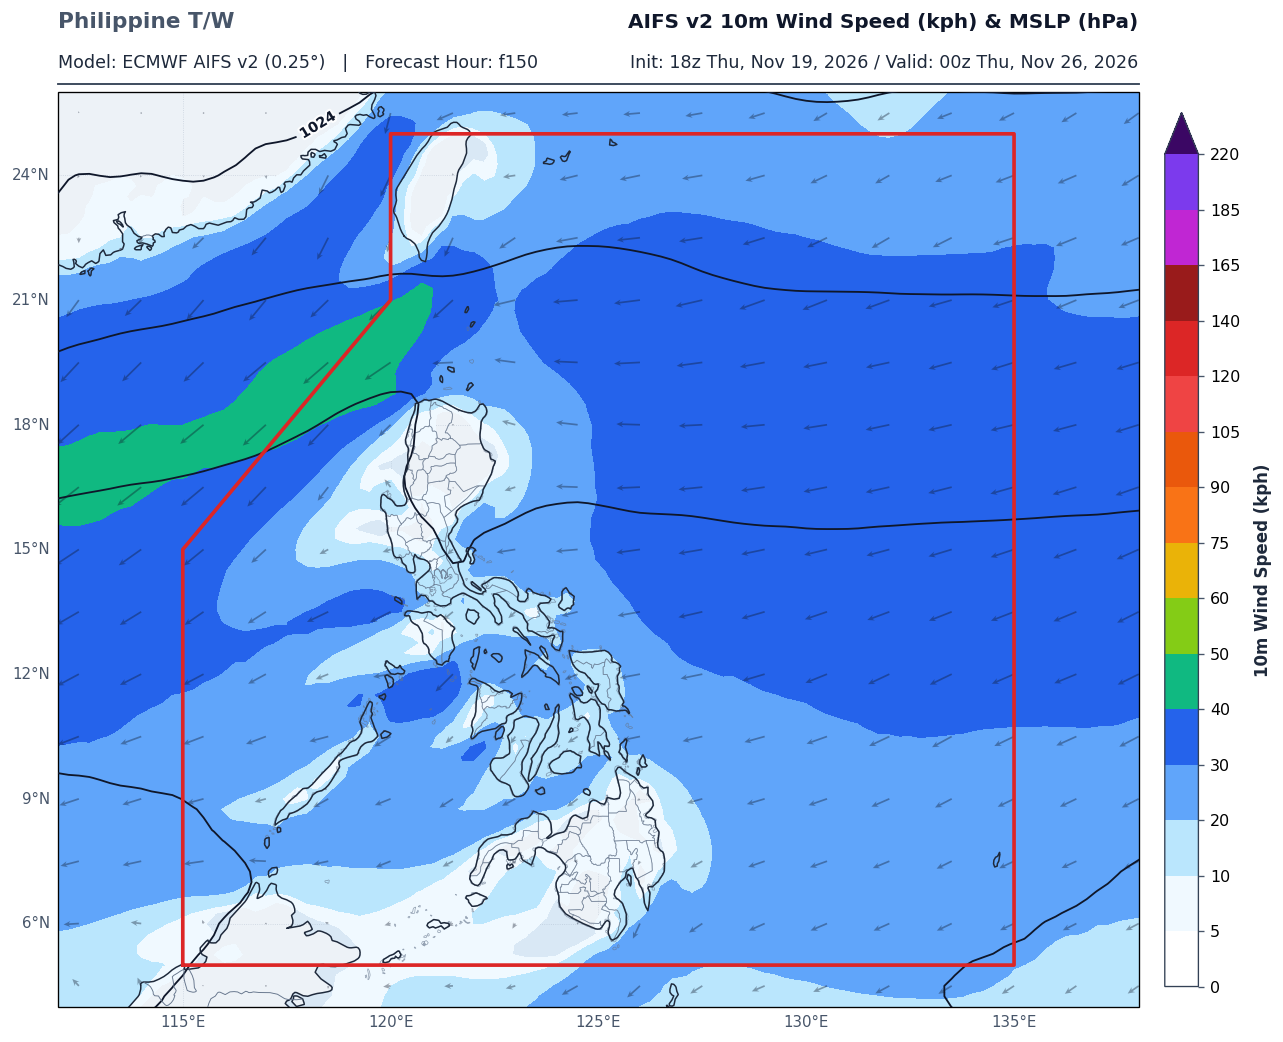 Philippine T/W
AIFS v2 10m Wind Speed (kph) & MSLP (hPa)
Model: ECMWF AIFS v2 (0.25°) | Forecast Hour: f150
Init: 18z Thu, Nov 19, 2026 / Valid: 00z Thu, Nov 26, 2026
1024
24°N
21°N
18°N
15°N
12°N
9°N
6°N
115°E
120°E
125°E
130°E
135°E
220
185
165
140
120
105
90
75
60
50
40
30
20
10
5
0
10m Wind Speed (kph)